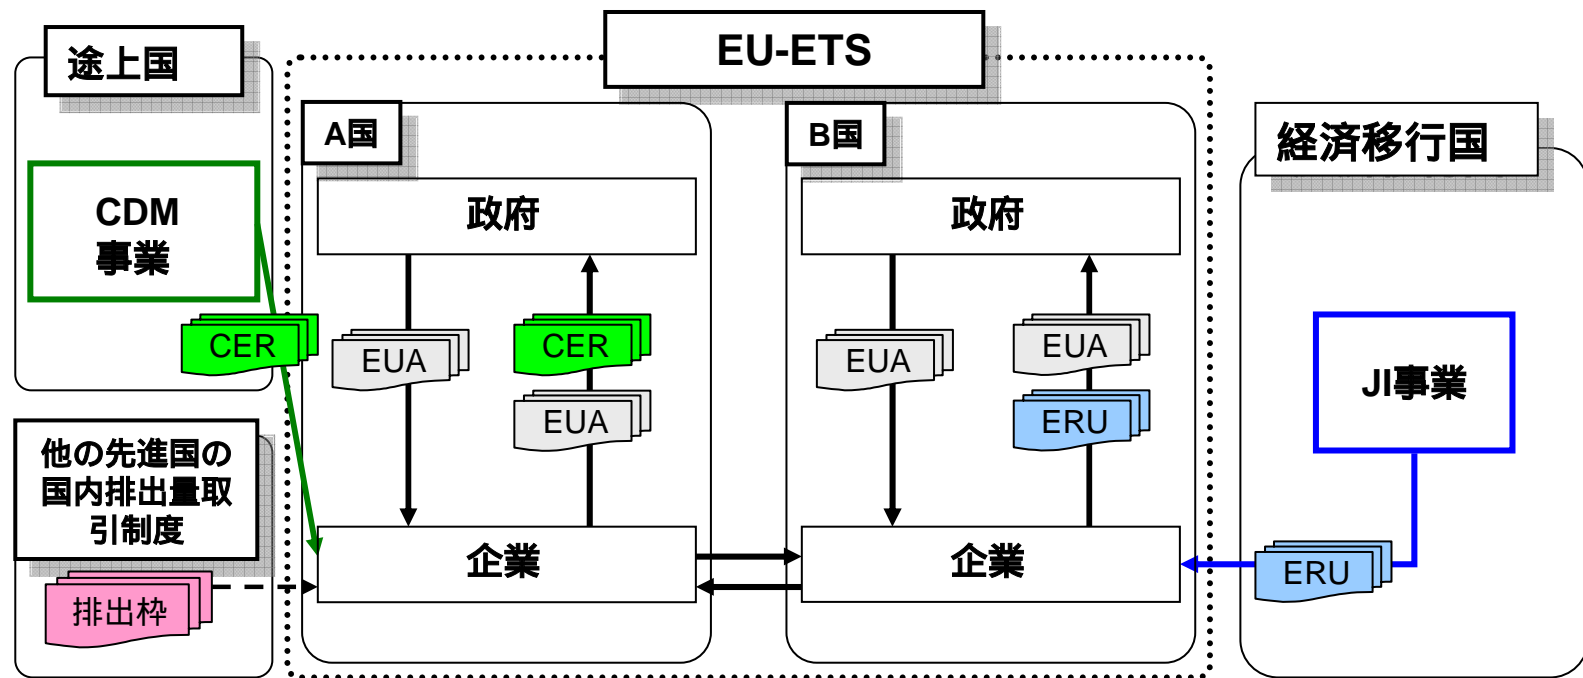 EU-ETS
途上国
CDM
事業
CER
他の先進国の
国内排出量取
引制度
排出枠
A国
政府
EUA
CER
EUA
企業
B国
政府
EUA
EUA
ERU
企業
経済移行国
JI事業
ERU